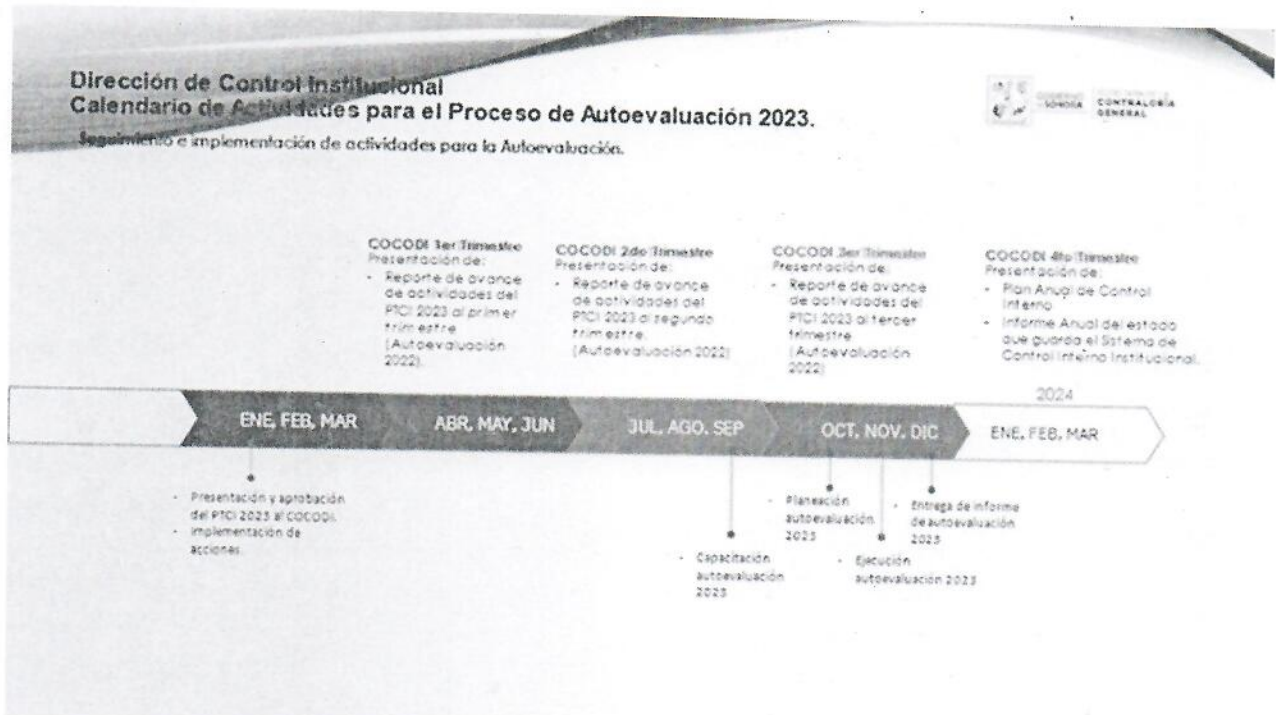 Dirección de Control Institucional
Calendario de Actividades para el Proceso de Autoevaluación 2023.
Seguimiento e implementación de actividades para la Autoevaluación.
SONORA
CONTRALORÍA
GENERAL
COCODI 1er Trimestre
Presentación de:
- Reporte de avance
de actividades del
PTCI 2023 al primer
trimestre
(Autoevaluación
2022).
COCODI 2do Trimestre
Presentación de:
- Reporte de avance
de actividades del
PTCI 2023 al segundo
trimestre.
(Autoevaluación 2022)
COCODI 3er Trimestre
Presentación de:
- Reporte de avance
de actividades del
PTCI 2023 al tercer
trimestre
(Autoevaluación
2022)
COCODI 4to Trimestre
Presentación de:
- Plan Anual de Control
Interno
- Informe Anual del estado
que guarda el Sistema de
Control Interno Institucional.
2024
ENE, FEB, MAR
ABR, MAY, JUN
JUL, AGO, SEP
OCT, NOV, DIC
ENE, FEB, MAR
- Presentación y aprobación
del PTCI 2023 al COCODI.
- Implementación de
acciones.
- Capacitación
autoevaluación
2023
- Planeación
autoevaluación
2023
- Ejecución
autoevaluación 2023
- Entrega de informe
de autoevaluación
2023